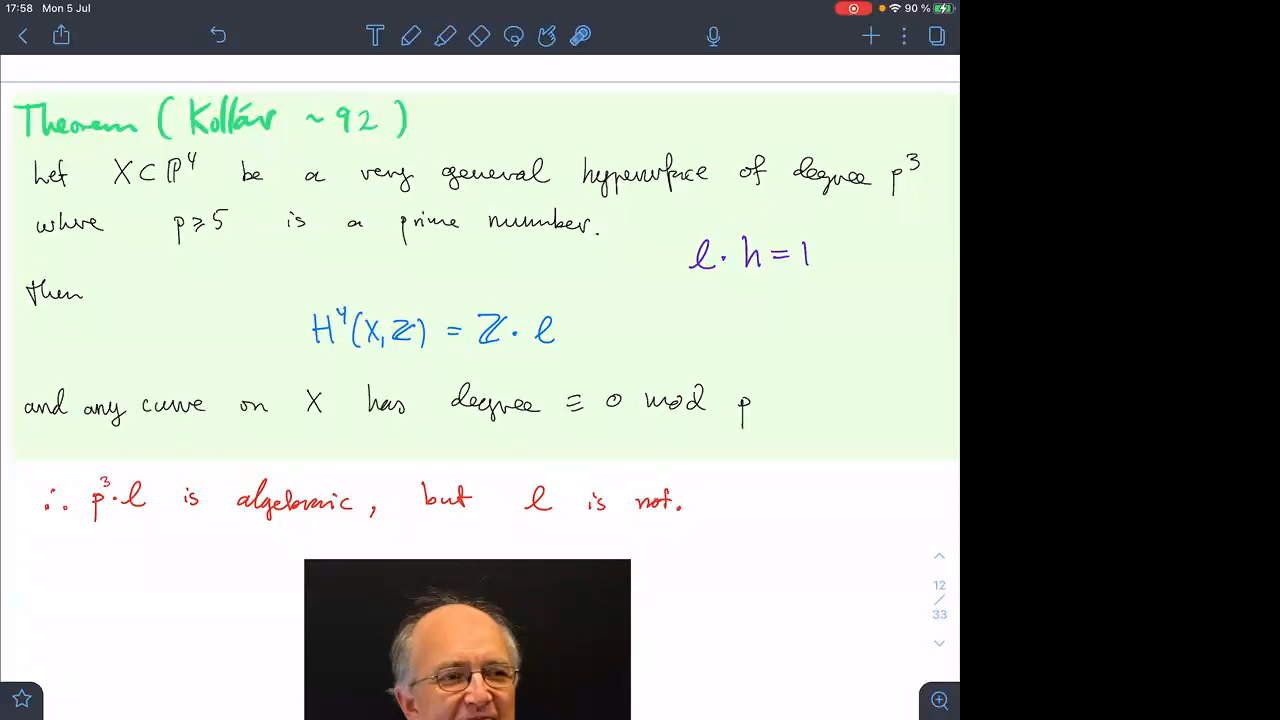 17:58 Mon 5 Jul 90 %
Theorem ( Kollár ~ 92 )
Let X ⊂ ℙ⁴ be a very general hypersurface of degree p³
where p ≥ 5 is a prime number.
l · h = 1
Then
H⁴(X, ℤ) = ℤ · l
and any curve on X has degree ≡ 0 mod p
∴ p³ · l is algebraic, but l is not.
12
/
33